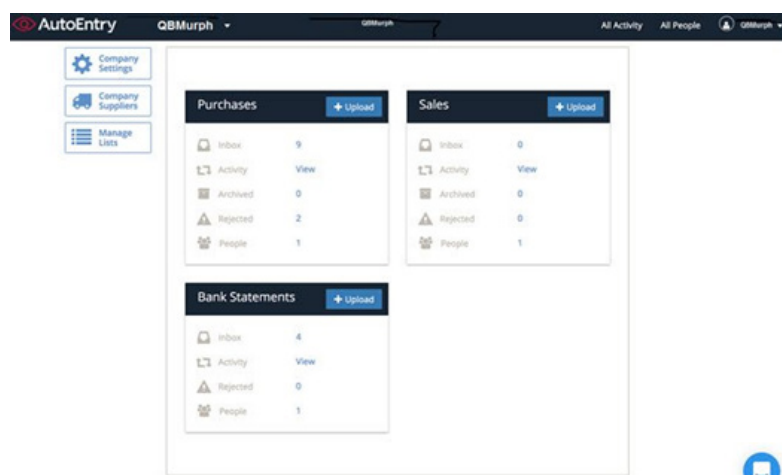 AutoEntry QBMurph QBMurph All Activity All People QBMurph
Company Settings
Company Suppliers
Manage Lists
Purchases + Upload
Inbox 9
Activity View
Archived 0
Rejected 2
People 1
Sales + Upload
Inbox 0
Activity View
Archived 0
Rejected 0
People 1
Bank Statements + Upload
Inbox 4
Activity View
Rejected 0
People 1